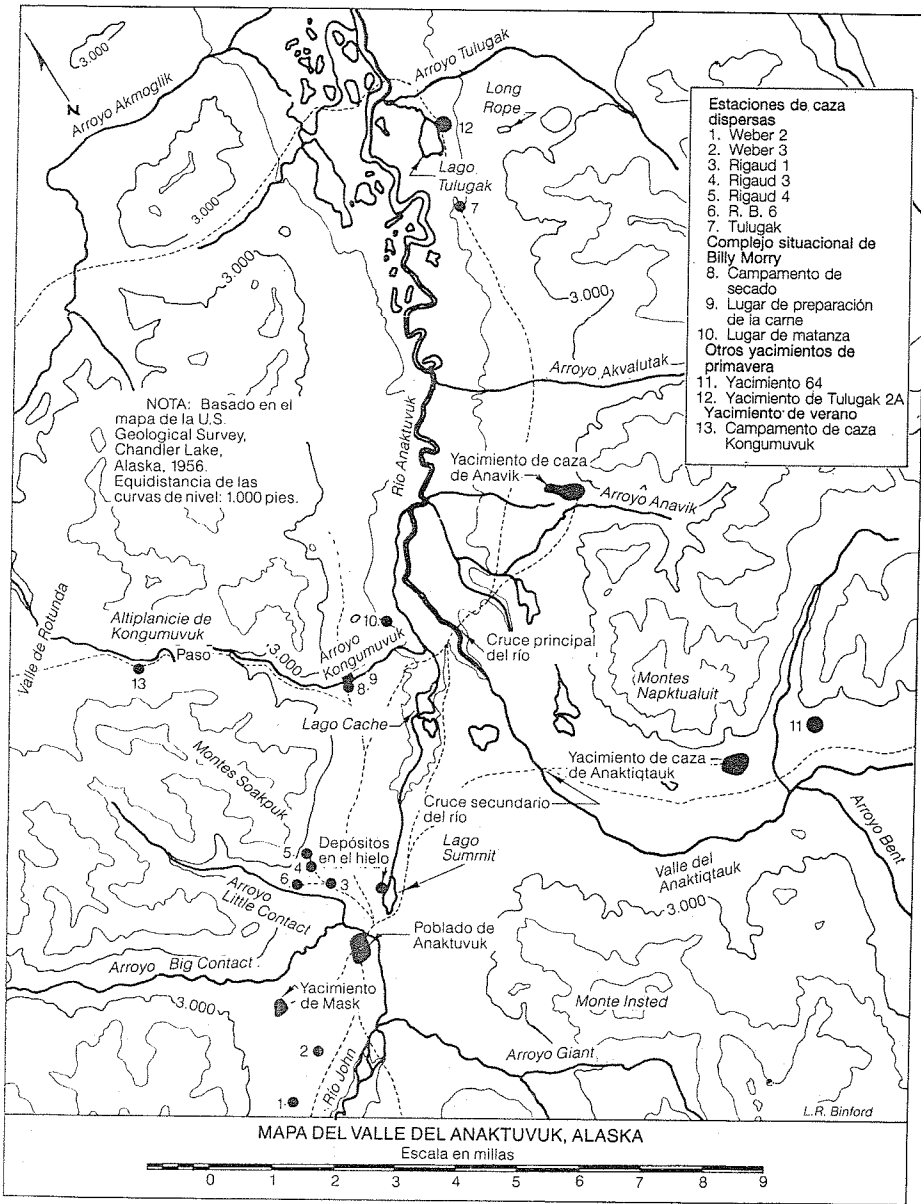 3.000
Arroyo Akmoglik
N
Arroyo Tulugak
Long
Rope
12
Lago
Tulugak
7
3.000
3.000
3.000
Estaciones de caza
dispersas
1. Weber 2
2. Weber 3
3. Rigaud 1
4. Rigaud 3
5. Rigaud 4
6. R. B. 6
7. Tulugak
Complejo situacional de
Billy Morry
8. Campamento de
secado
9. Lugar de preparación
de la carne
10. Lugar de matanza
Otros yacimientos de
primavera
11. Yacimiento 64
12. Yacimiento de Tulugak 2A
Yacimiento de verano
13. Campamento de caza
Kongumuvuk
Arroyo Akvalutak
NOTA: Basado en el
mapa de la U.S.
Geological Survey,
Chandler Lake,
Alaska, 1956.
Equidistancia de las
curvas de nivel: 1.000 pies.
Río Anaktuvuk
Yacimiento de caza
de Anavik
Arroyo Anavik
Valle de Rotunda
Altiplanicie de
Kongumuvuk
Paso
3.000
10
Arroyo
Kongumuvuk
13
8.9
Cruce principal
del río
Montes
Napktualuit
11
Lago Cache
Montes Soakpuk
Yacimiento de caza
de Anaktiqtauk
Cruce secundario
del río
Arroyo Bent
Valle del
Anaktiqtauk
3.000
Depósitos
en el hielo
Lago
Summit
5
4
6
3
Arroyo
Little Contact
Poblado de
Anaktuvuk
Arroyo Big Contact
3.000
Yacimiento
de Mask
Monte Insted
2
Río John
Arroyo Giant
1
L.R. Binford
MAPA DEL VALLE DEL ANAKTUVUK, ALASKA
Escala en millas
0 1 2 3 4 5 6 7 8 9